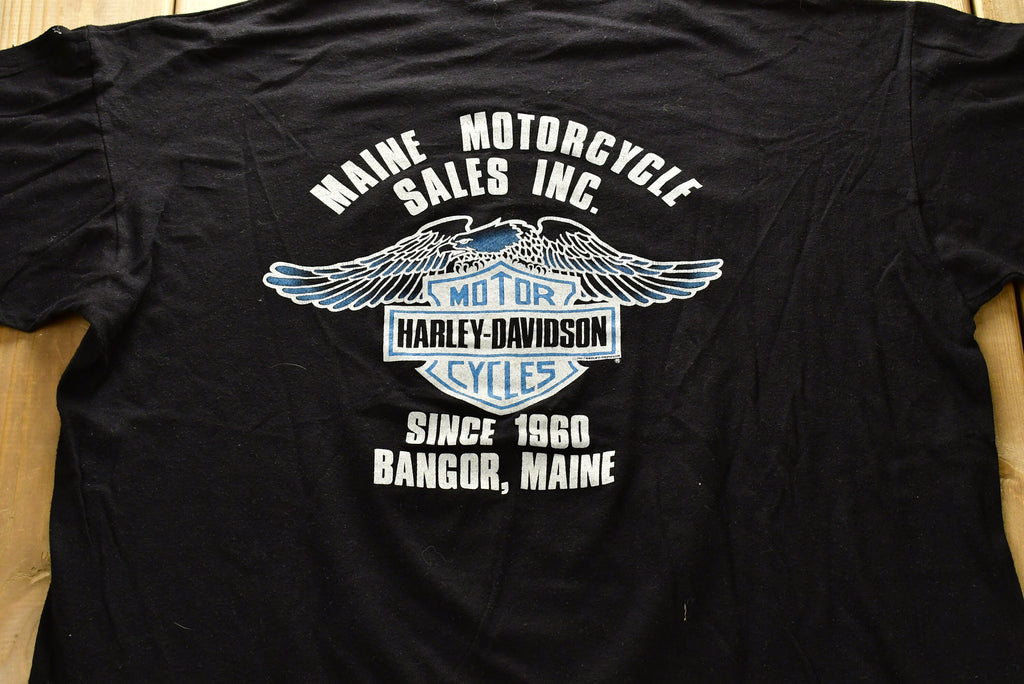 MAINE MOTORCYCLE
SALES INC.
MOTOR
HARLEY-DAVIDSON
CYCLES
SINCE 1960
BANGOR, MAINE